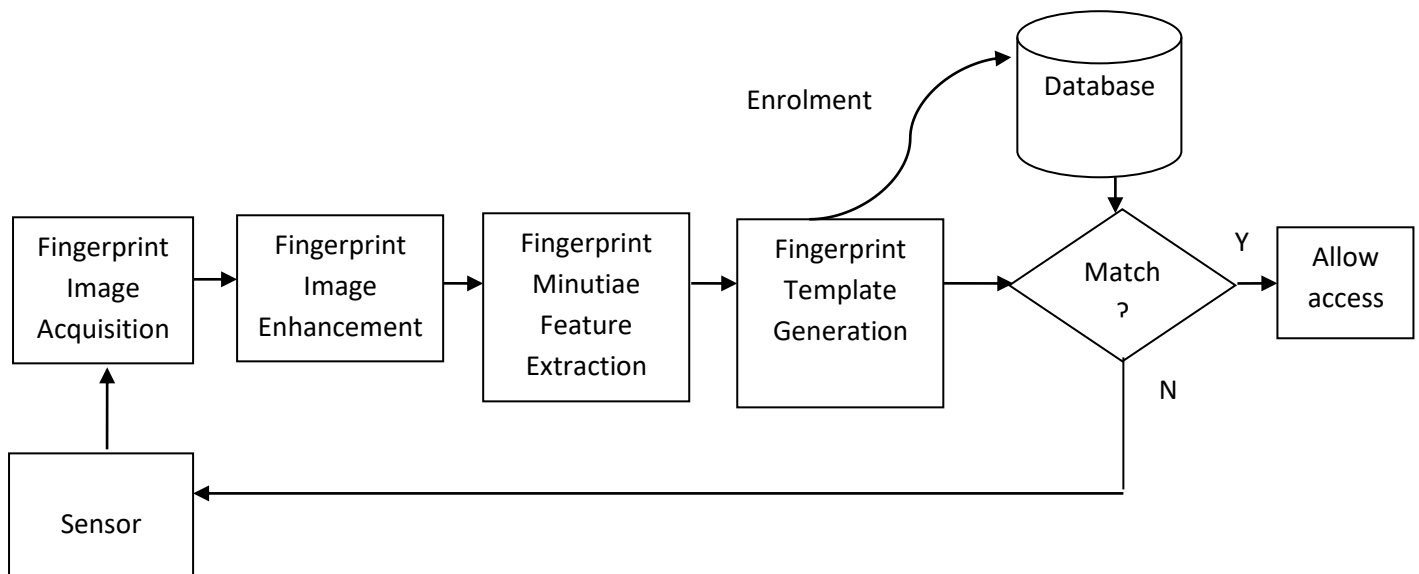 Database
Enrolment
Fingerprint
Image
Acquisition
Fingerprint
Image
Enhancement
Fingerprint
Minutiae
Feature
Extraction
Fingerprint
Template
Generation
Match
?
Y
Allow
access
N
Sensor